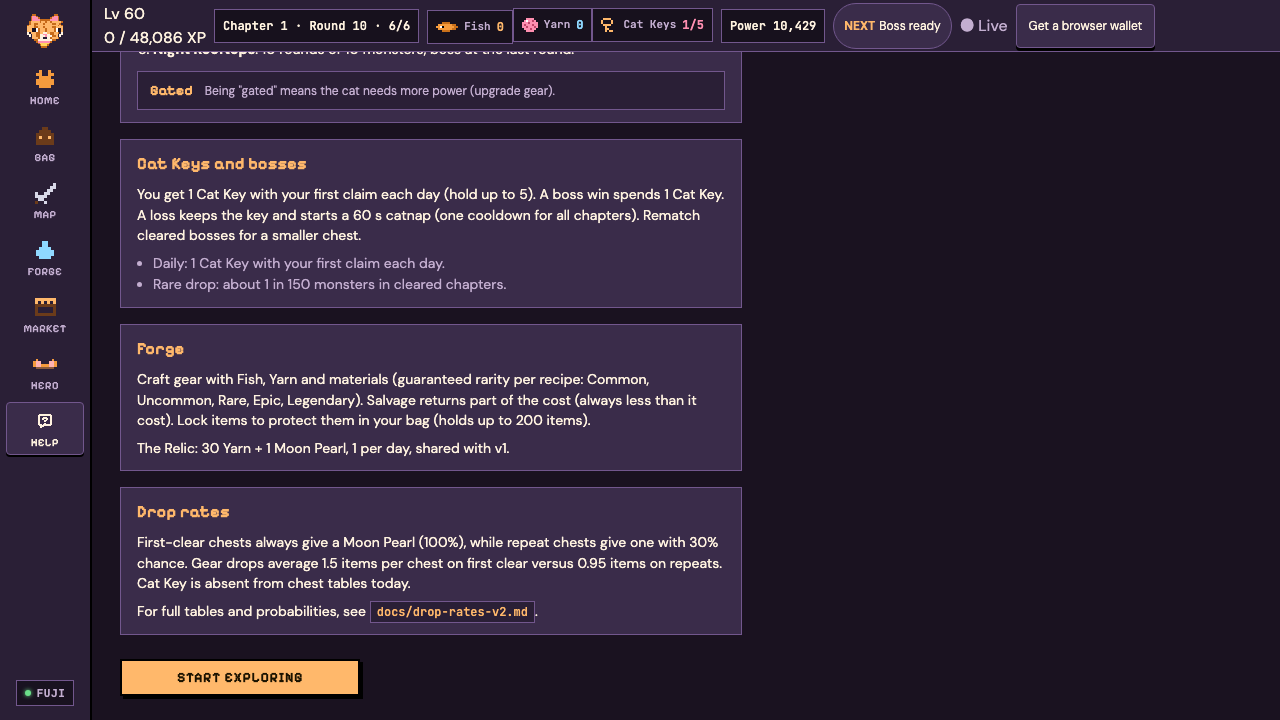 Lv 60
0 / 48,086 XP
Chapter 1 · Round 10 · 6/6
Fish 0
Yarn 0
Cat Keys 1/5
Power 10,429
NEXT Boss ready
Live
Get a browser wallet
HOME
BAG
MAP
FORGE
MARKET
HERO
HELP
FUJI
Gated Being "gated" means the cat needs more power (upgrade gear).
Cat Keys and bosses
You get 1 Cat Key with your first claim each day (hold up to 5). A boss win spends 1 Cat Key.
A loss keeps the key and starts a 60 s catnap (one cooldown for all chapters). Rematch
cleared bosses for a smaller chest.
• Daily: 1 Cat Key with your first claim each day.
• Rare drop: about 1 in 150 monsters in cleared chapters.
Forge
Craft gear with Fish, Yarn and materials (guaranteed rarity per recipe: Common,
Uncommon, Rare, Epic, Legendary). Salvage returns part of the cost (always less than it
cost). Lock items to protect them in your bag (holds up to 200 items).
The Relic: 30 Yarn + 1 Moon Pearl, 1 per day, shared with v1.
Drop rates
First-clear chests always give a Moon Pearl (100%), while repeat chests give one with 30%
chance. Gear drops average 1.5 items per chest on first clear versus 0.95 items on repeats.
Cat Key is absent from chest tables today.
For full tables and probabilities, see docs/drop-rates-v2.md.
START EXPLORING